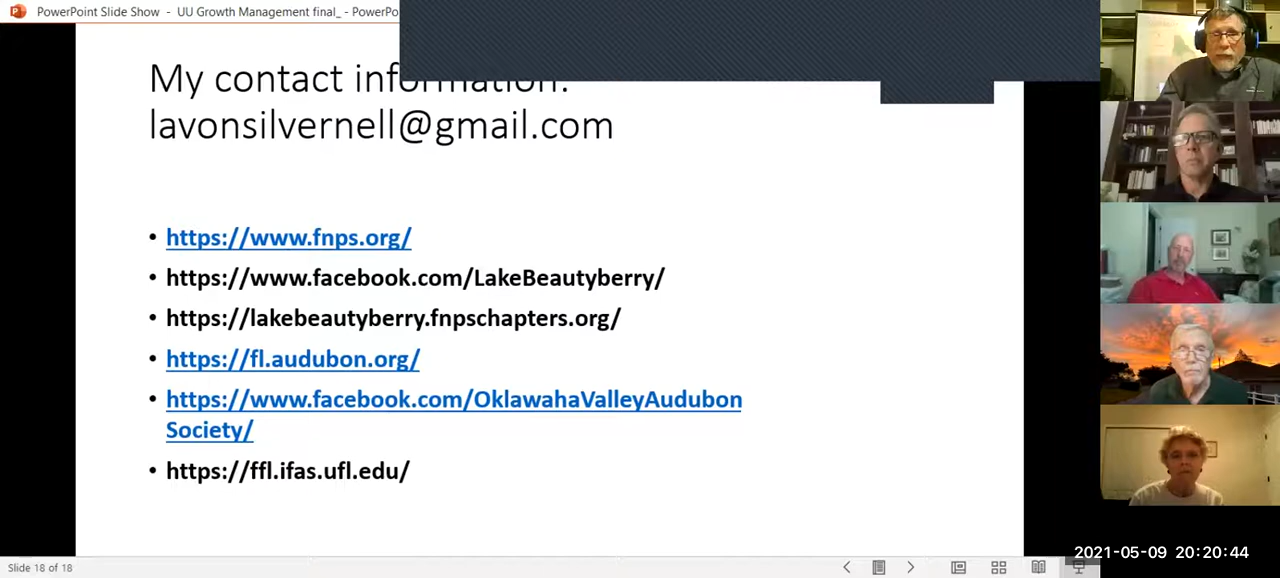 PowerPoint Slide Show - UU Growth Management final_ - PowerPo
My contact information:
lavonsilvernell@gmail.com
• https://www.fnps.org/
• https://www.facebook.com/LakeBeautyberry/
• https://lakebeautyberry.fnpschapters.org/
• https://fl.audubon.org/
• https://www.facebook.com/OklawahaValleyAudubon
Society/
• https://ffl.ifas.ufl.edu/
2021-05-09 20:20:44
Slide 18 of 18